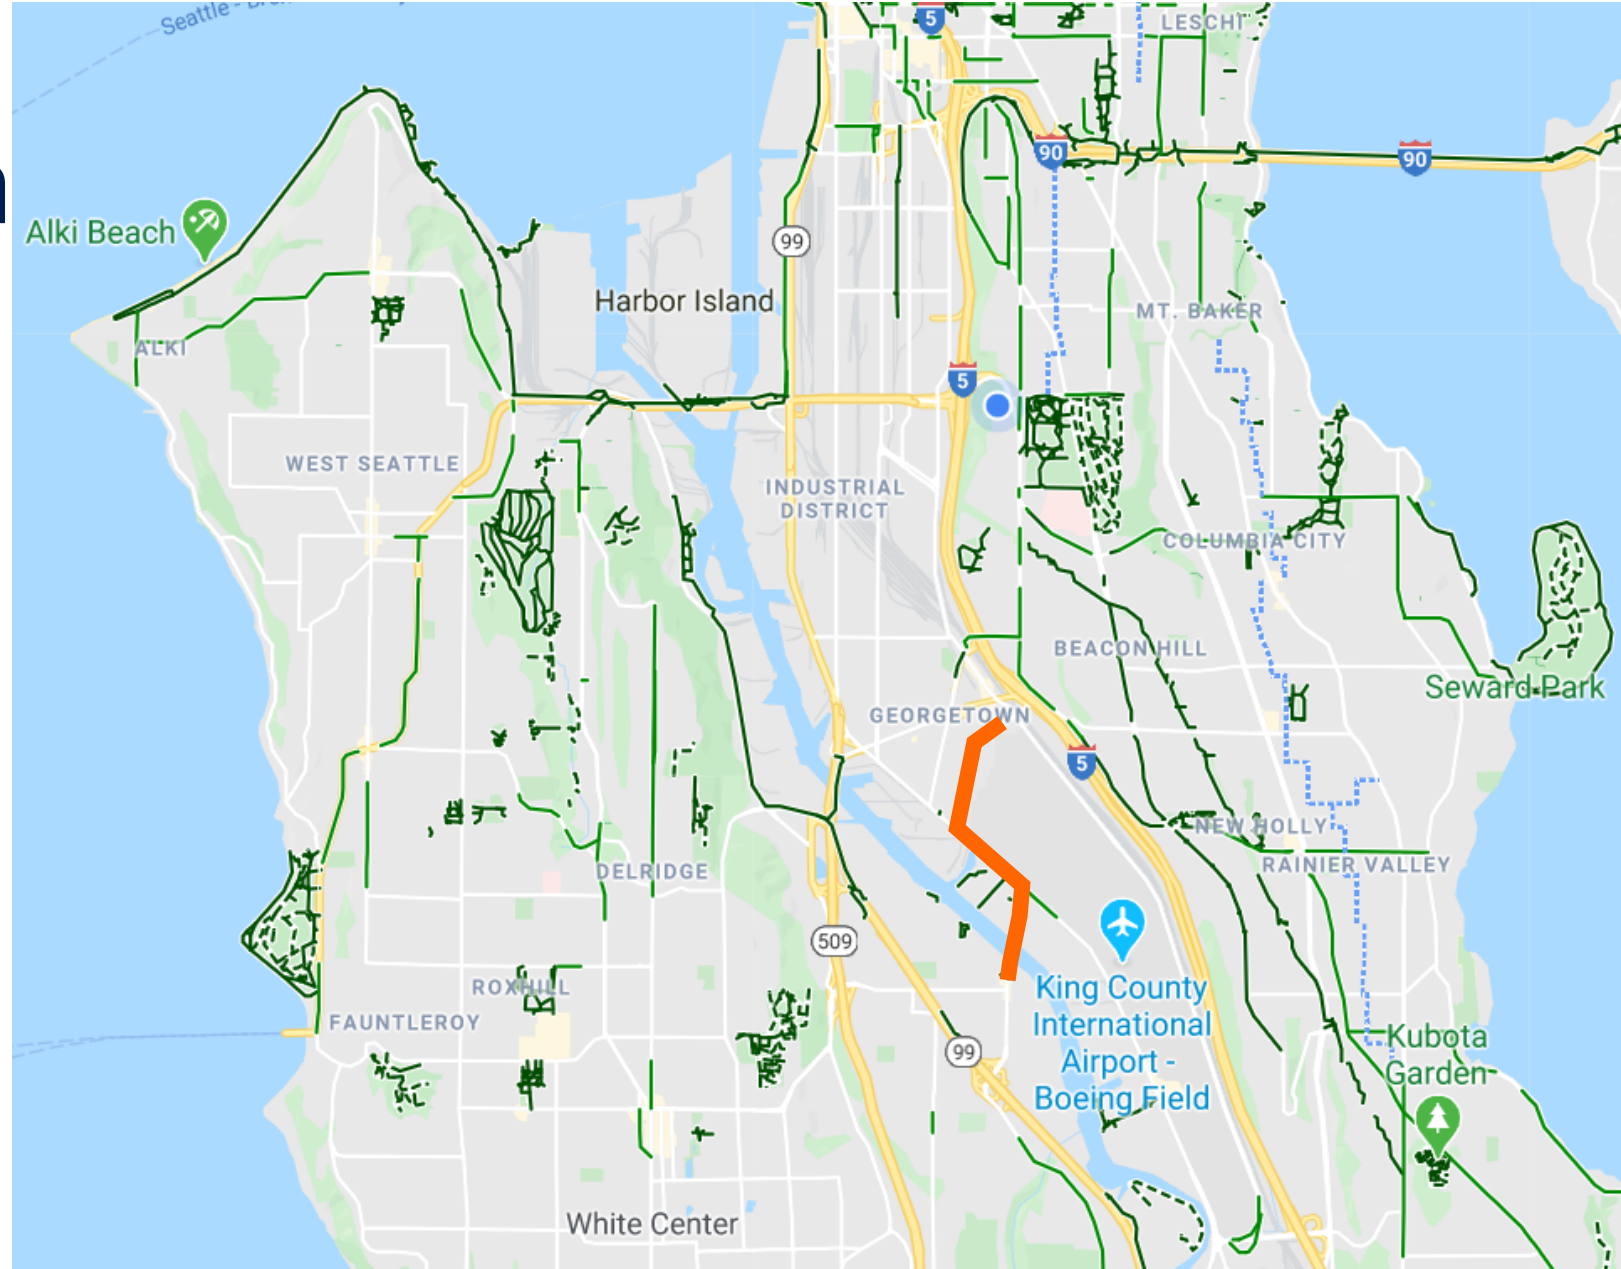 Seattle - Br
5
LESCHI
90
90
Alki Beach
99
Harbor Island
MT. BAKER
ALKI
5
WEST SEATTLE
INDUSTRIAL
DISTRICT
COLUMBIA CITY
BEACON HILL
Seward Park
GEORGETOWN
5
NEW HOLLY
RAINIER VALLEY
DELRIDGE
509
ROXHILL
King County
International
Airport -
Boeing Field
FAUNTLEROY
99
Kubota
Garden
White Center